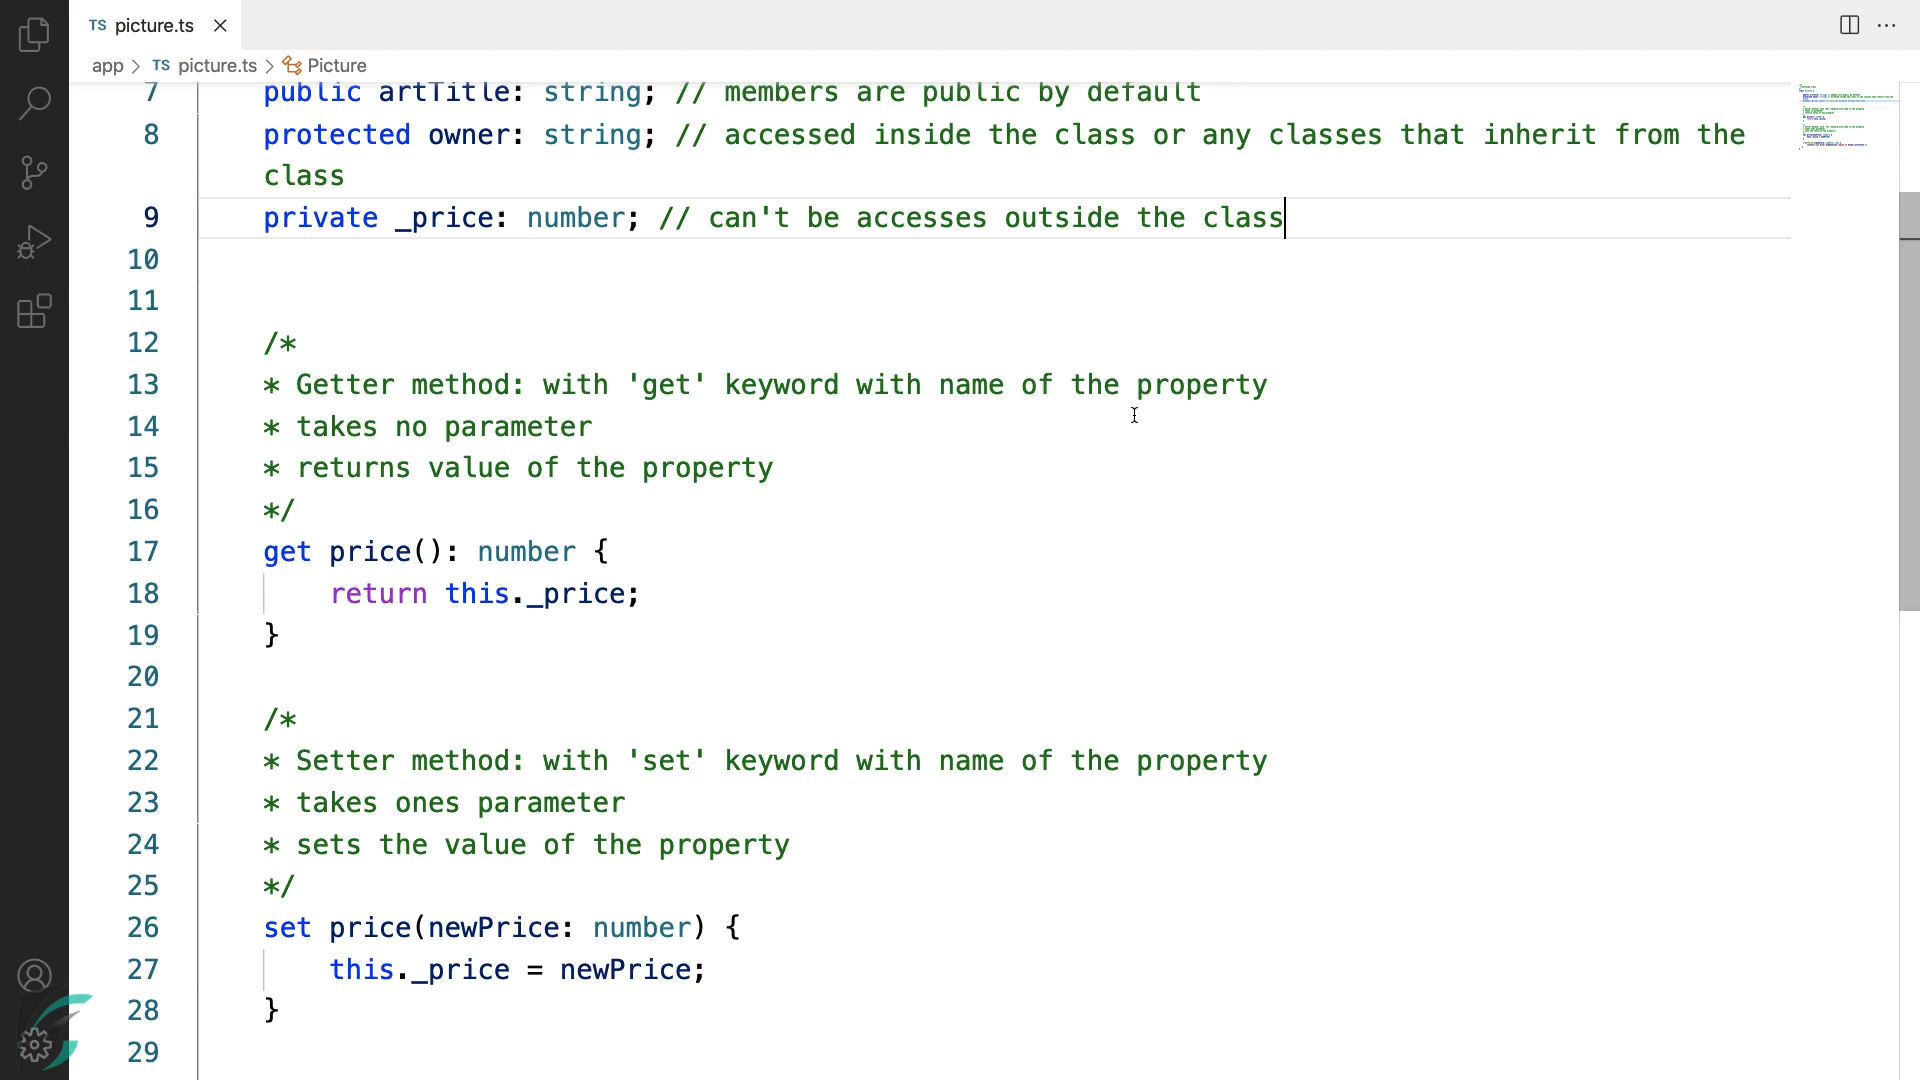 TS picture.ts
app > TS picture.ts > Picture
7 public artTitle: string; // members are public by default
8 protected owner: string; // accessed inside the class or any classes that inherit from the
class
9 private _price: number; // can't be accesses outside the class
10
11
12 /*
13 * Getter method: with 'get' keyword with name of the property
14 * takes no parameter
15 * returns value of the property
16 */
17 get price(): number {
18 return this._price;
19 }
20
21 /*
22 * Setter method: with 'set' keyword with name of the property
23 * takes ones parameter
24 * sets the value of the property
25 */
26 set price(newPrice: number) {
27 this._price = newPrice;
28 }
29